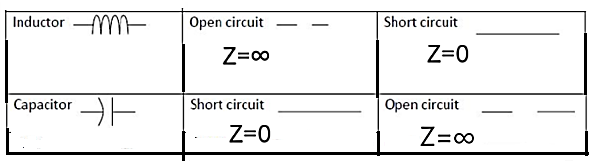 Inductor Open circuit Short circuit
Z=∞ Z=0
Capacitor Short circuit Open circuit
Z=0 Z=∞